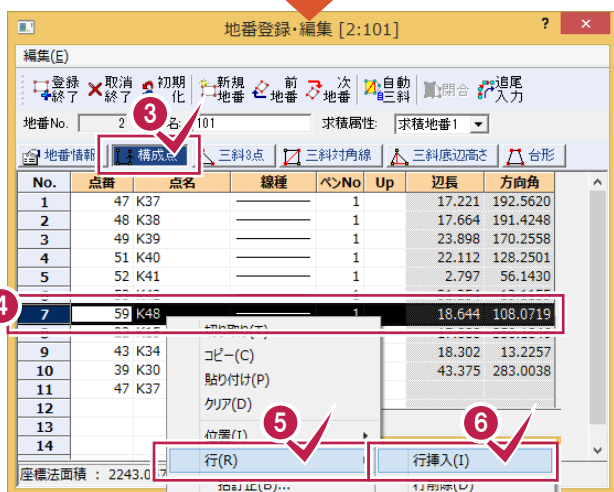 地番登録・編集 [2:101]
? ×
編集(E)
登録終了 取消終了 初期化 新規地番 前地番 次地番 自動三斜 閉合 追尾入力
地番No. 2 名: 101 求積属性: 求積地番1
地番情報 構成点 三斜3点 三斜対角線 三斜底辺高さ 台形
3
No. 点番 点名 線種 ペンNo Up 辺長 方向角
1 47 K37 1 17.221 192.5620
2 48 K38 1 17.664 191.4248
3 49 K39 1 23.898 170.2558
4 51 K40 1 22.112 128.2501
5 52 K41 1 2.797 56.1430
4
7 59 K48 1 18.644 108.0719
9 43 K34 18.302 13.2257
10 39 K30 43.375 283.0038
11 47 K37
12
13
14
コピー(C)
貼り付け(P)
クリア(D)
位置(I)
5 6
行(R) 行挿入(I)
座標法面積 : 2243.0
行削除(D)